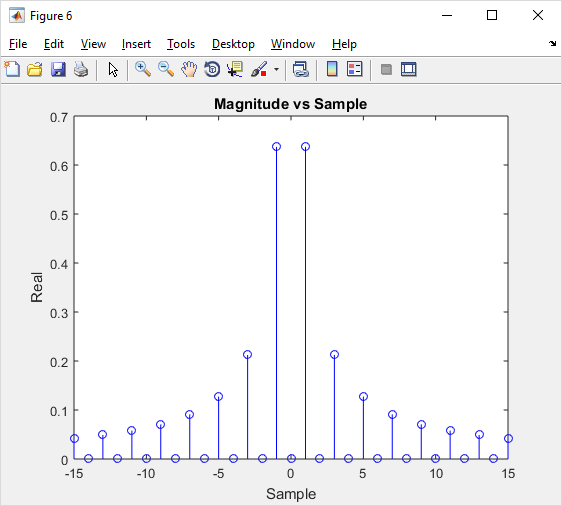 Figure 6
File Edit View Insert Tools Desktop Window Help
Magnitude vs Sample
0.7
0.6
0.5
0.4
0.3
0.2
0.1
0
Real
-15 -10 -5 0 5 10 15
Sample